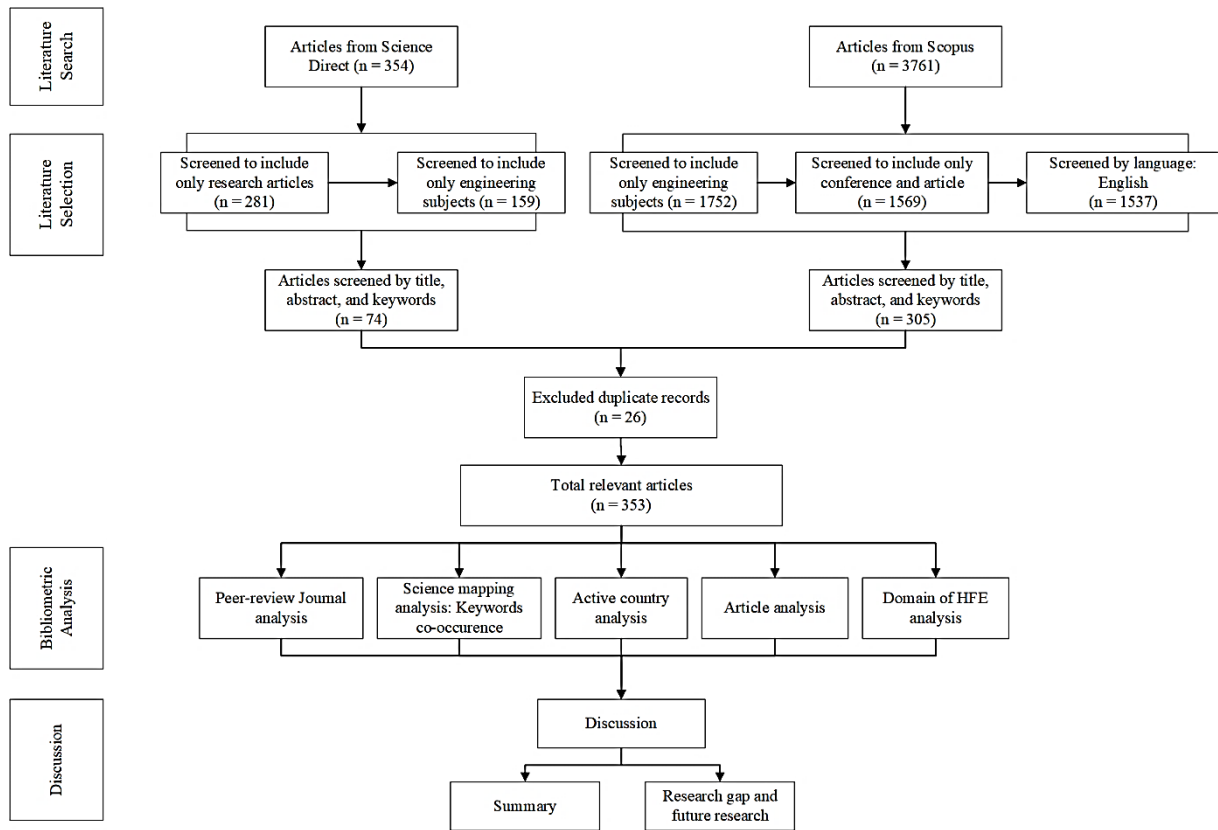 Literature
Search
Articles from Science
Direct (n = 354)
Articles from Scopus
(n = 3761)
Literature
Selection
Screened to include
only research articles
(n = 281)
Screened to include
only engineering
subjects (n = 159)
Screened to include
only engineering
subjects (n = 1752)
Screened to include only
conference and article
(n = 1569)
Screened by language:
English
(n = 1537)
Articles screened by title,
abstract, and keywords
(n = 74)
Articles screened by title,
abstract, and keywords
(n = 305)
Excluded duplicate records
(n = 26)
Total relevant articles
(n = 353)
Bibliometric
Analysis
Peer-review Journal
analysis
Science mapping
analysis: Keywords
co-occurence
Active country
analysis
Article analysis
Domain of HFE
analysis
Discussion
Discussion
Summary
Research gap and
future research